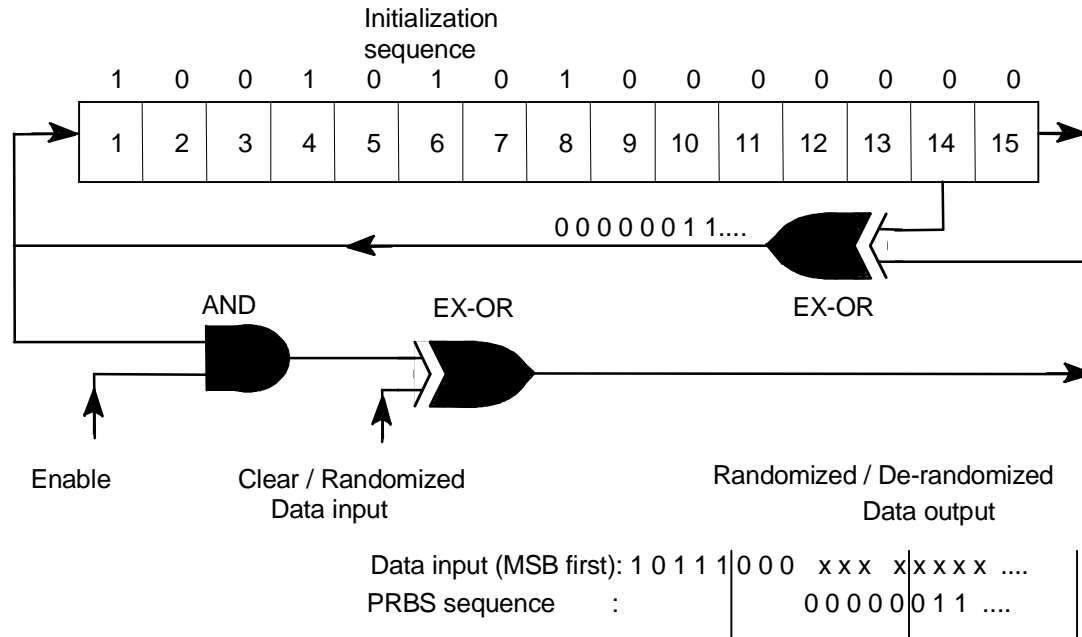 Initialization
sequence
1 0 0 1 0 1 0 1 0 0 0 0 0 0 0
1 2 3 4 5 6 7 8 9 10 11 12 13 14 15
0 0 0 0 0 0 1 1....
AND
EX-OR
EX-OR
Enable
Clear / Randomized
Data input
Randomized / De-randomized
Data output
Data input (MSB first): 1 0 1 1 1 0 0 0 x x x x x x x x ....
PRBS sequence : 0 0 0 0 0 0 1 1 ....